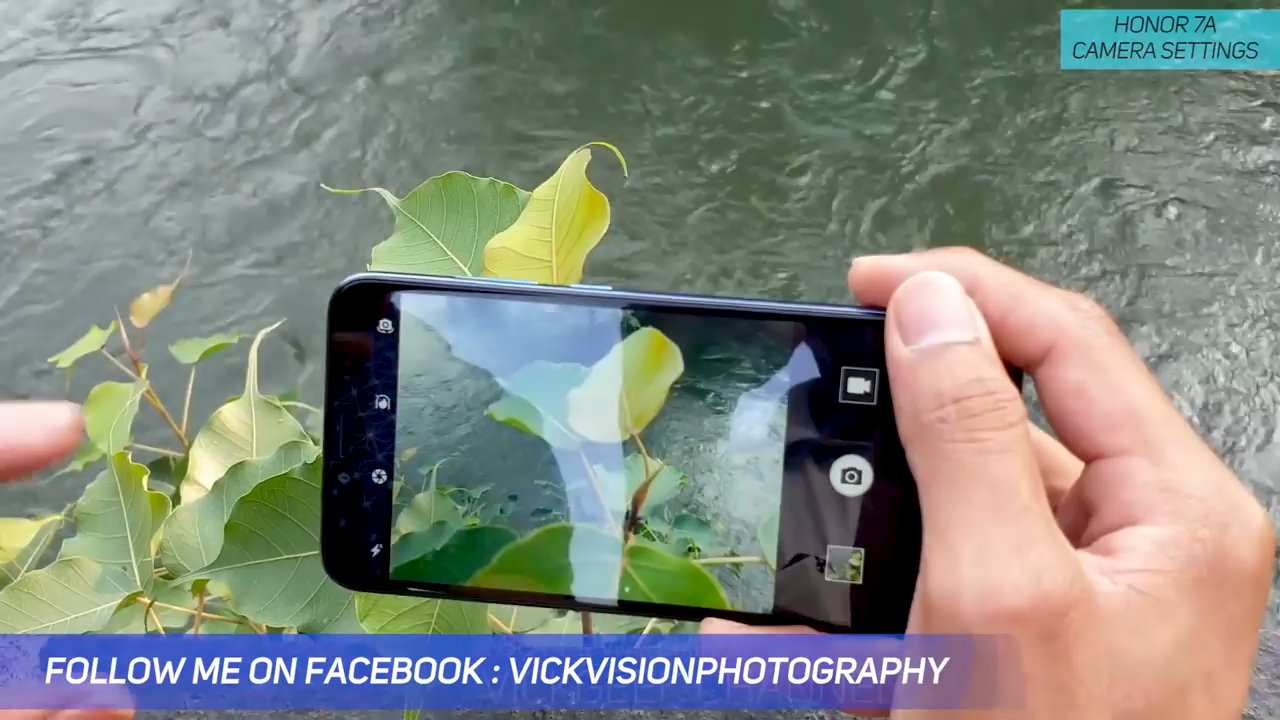 HONOR 7A
CAMERA SETTINGS
FOLLOW ME ON FACEBOOK : VICKVISIONPHOTOGRAPHY